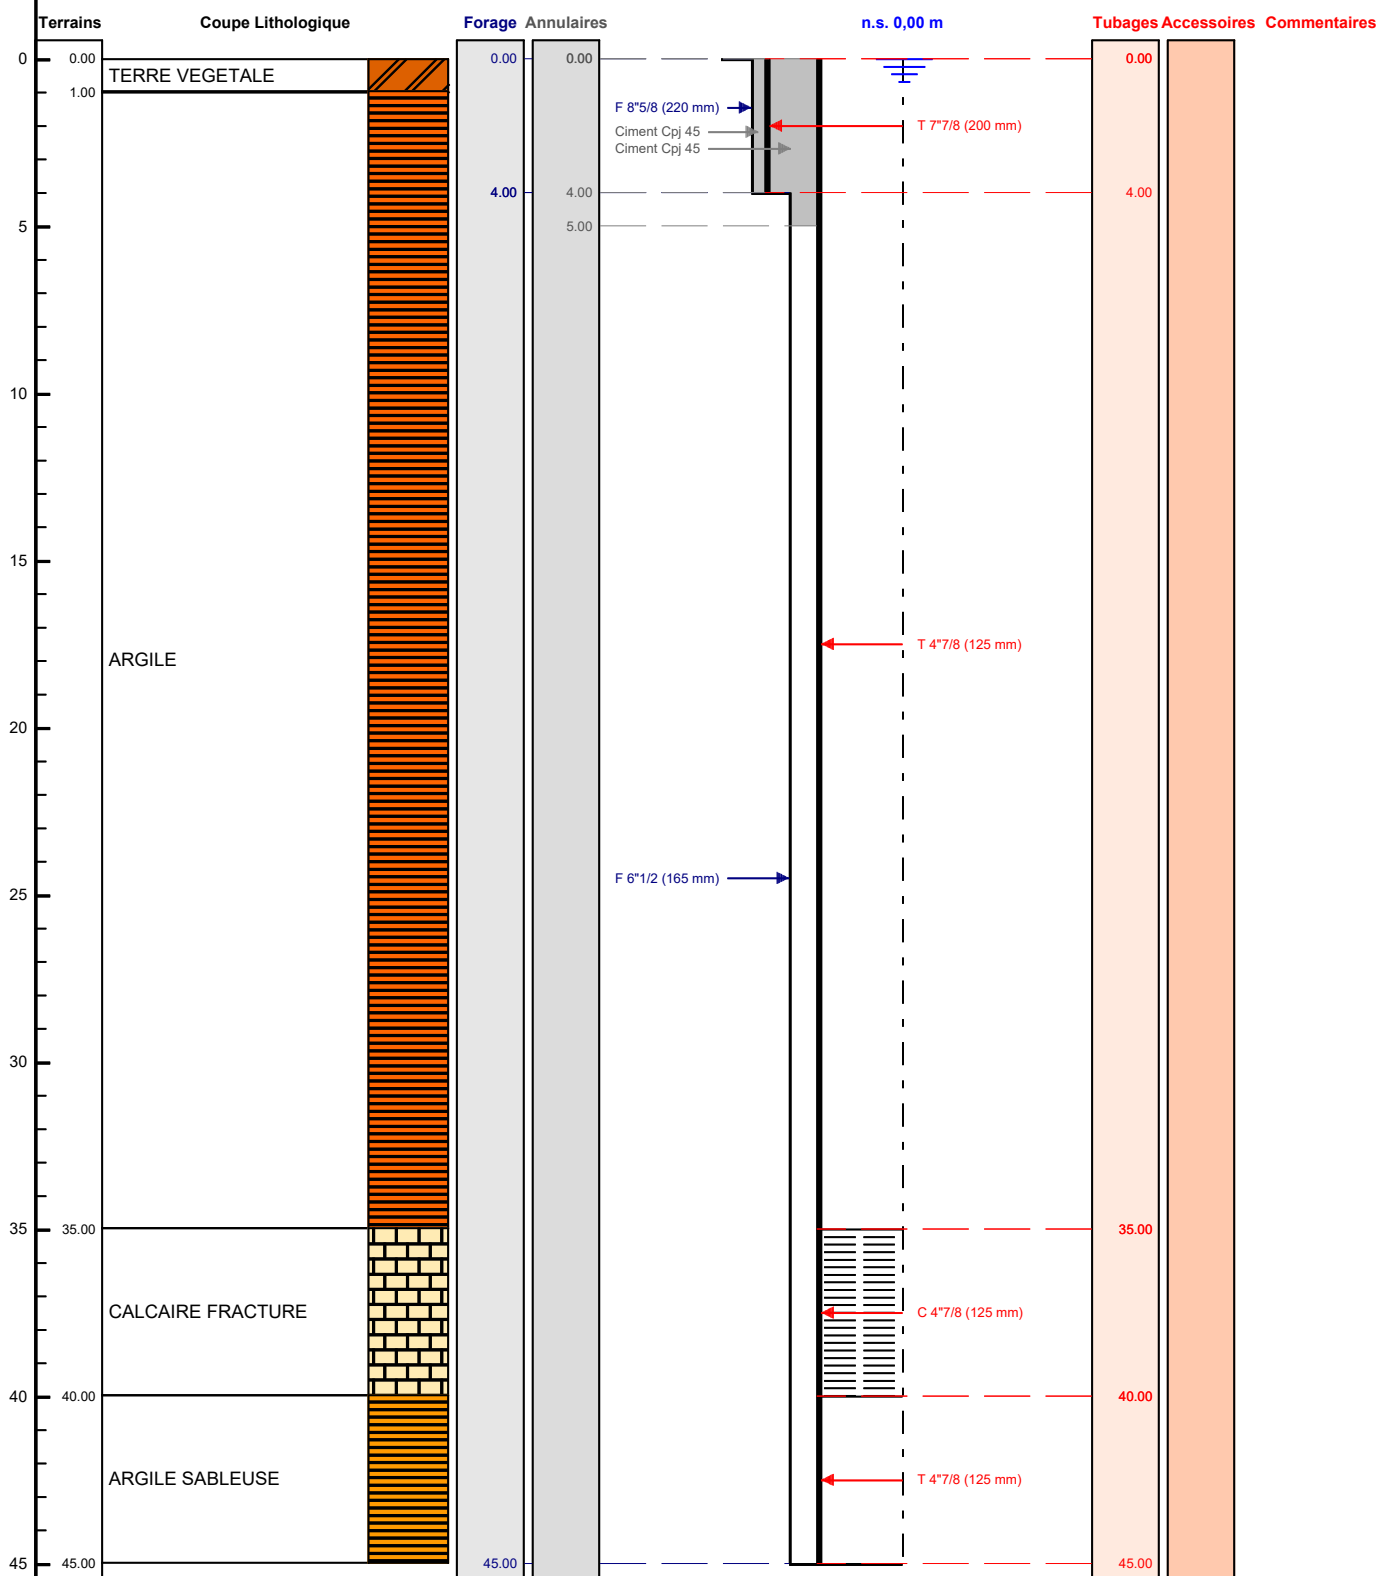 Terrains Coupe Lithologique Forage Annulaires n.s. 0,00 m Tubages Accessoires Commentaires
0 0.00 0.00 0.00 0.00
TERRE VEGETALE
1.00
F 8"5/8 (220 mm)
T 7"7/8 (200 mm)
Ciment Cpj 45
Ciment Cpj 45
4.00 4.00 4.00
5 5.00
10
15
T 4"7/8 (125 mm)
ARGILE
20
F 6"1/2 (165 mm)
25
30
35 35.00 35.00
CALCAIRE FRACTURE C 4"7/8 (125 mm)
40 40.00 40.00
ARGILE SABLEUSE T 4"7/8 (125 mm)
45 45.00 45.00 45.00